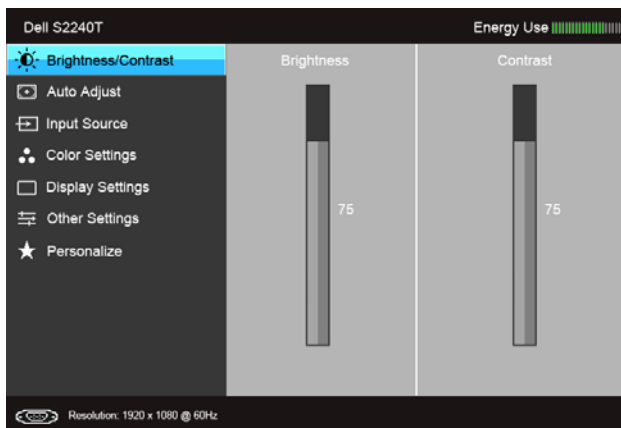 Dell S2240T
Energy Use
Brightness/Contrast
Auto Adjust
Input Source
Color Settings
Display Settings
Other Settings
Personalize
Brightness
75
Contrast
75
Resolution: 1920 x 1080 @ 60Hz